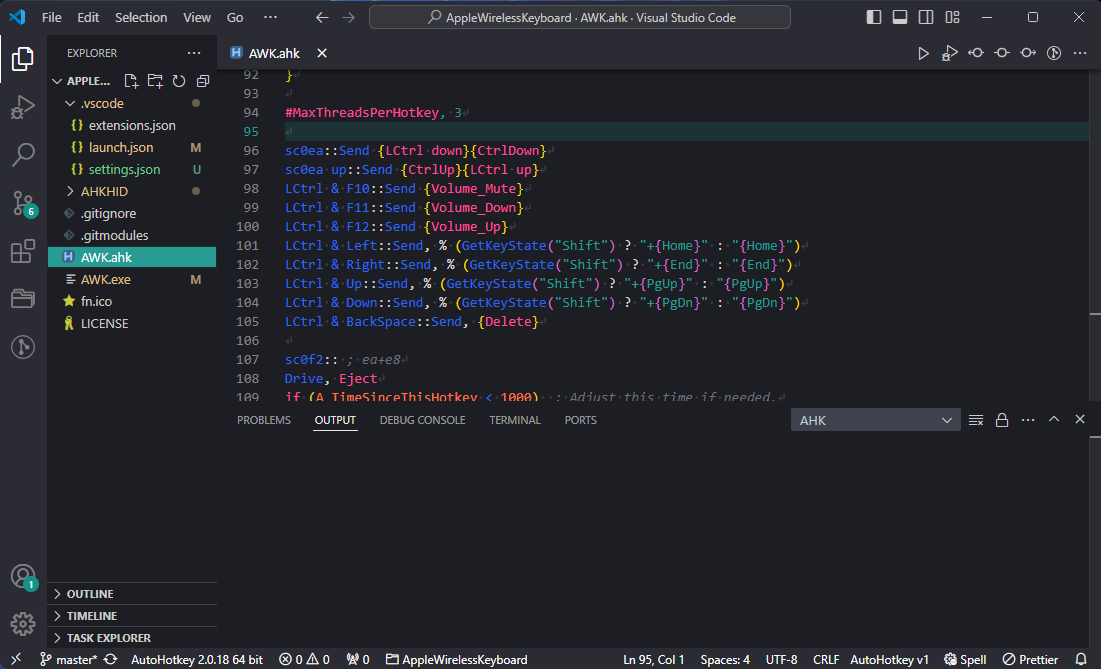 File Edit Selection View Go ··· AppleWirelessKeyboard · AWK.ahk · Visual Studio Code
EXPLORER ···
AWK.ahk
APPLE...
.vscode
extensions.json
launch.json M
settings.json U
AHKHID
.gitignore
.gitmodules
AWK.ahk
AWK.exe M
fn.ico
LICENSE
6
1
OUTLINE
TIMELINE
TASK EXPLORER
92 }
93
94 #MaxThreadsPerHotkey, 3
95
96 sc0ea::Send {LCtrl down}{CtrlDown}
97 sc0ea up::Send {CtrlUp}{LCtrl up}
98 LCtrl & F10::Send {Volume_Mute}
99 LCtrl & F11::Send {Volume_Down}
100 LCtrl & F12::Send {Volume_Up}
101 LCtrl & Left::Send, % (GetKeyState("Shift") ? "+{Home}" : "{Home}")
102 LCtrl & Right::Send, % (GetKeyState("Shift") ? "+{End}" : "{End}")
103 LCtrl & Up::Send, % (GetKeyState("Shift") ? "+{PgUp}" : "{PgUp}")
104 LCtrl & Down::Send, % (GetKeyState("Shift") ? "+{PgDn}" : "{PgDn}")
105 LCtrl & BackSpace::Send, {Delete}
106
107 sc0f2:: ; ea+e8
108 Drive, Eject
109 if (A_TimeSinceThisHotkey < 1000) ; Adjust this time if needed.
PROBLEMS OUTPUT DEBUG CONSOLE TERMINAL PORTS AHK
master* AutoHotkey 2.0.18 64 bit 0 0 0 AppleWirelessKeyboard Ln 95, Col 1 Spaces: 4 UTF-8 CRLF AutoHotkey v1 Spell Prettier